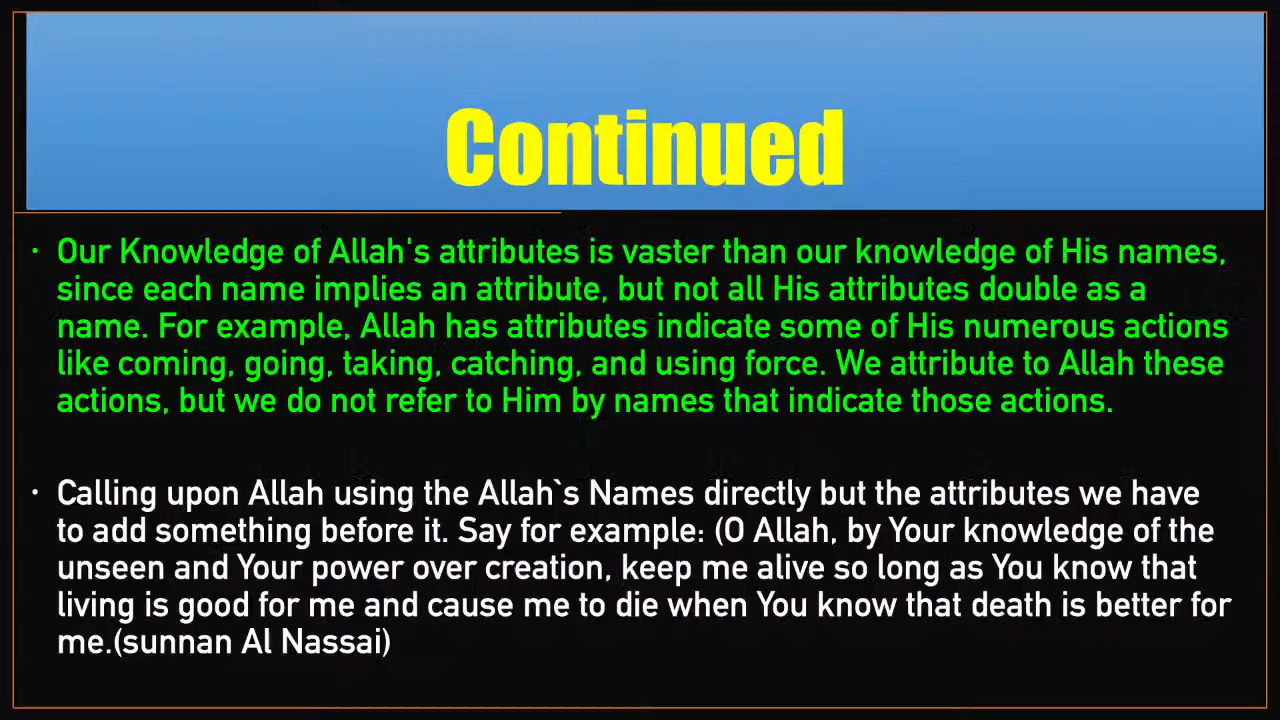 Continued
• Our Knowledge of Allah's attributes is vaster than our knowledge of His names,
since each name implies an attribute, but not all His attributes double as a
name. For example, Allah has attributes indicate some of His numerous actions
like coming, going, taking, catching, and using force. We attribute to Allah these
actions, but we do not refer to Him by names that indicate those actions.
• Calling upon Allah using the Allah`s Names directly but the attributes we have
to add something before it. Say for example: (O Allah, by Your knowledge of the
unseen and Your power over creation, keep me alive so long as You know that
living is good for me and cause me to die when You know that death is better for
me.(sunnan Al Nassai)